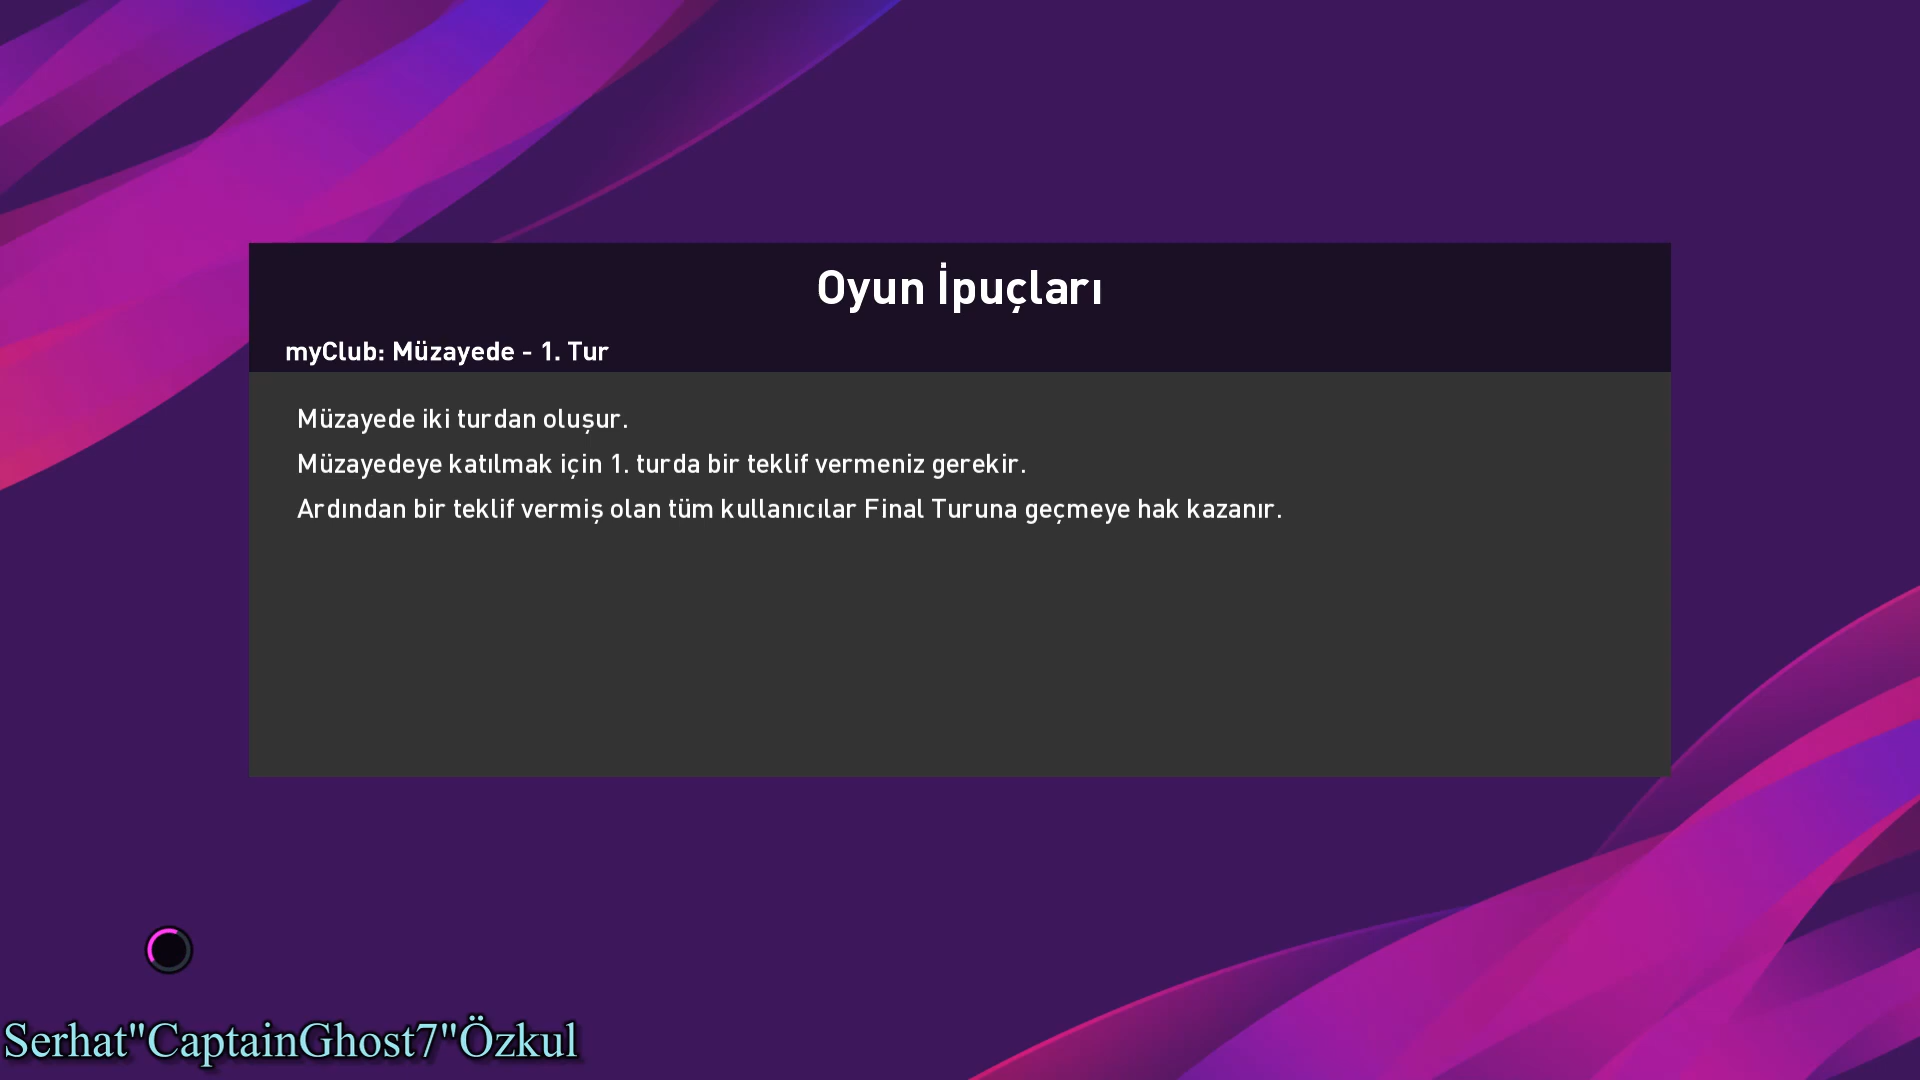 Oyun İpuçları
myClub: Müzayede - 1. Tur
Müzayede iki turdan oluşur.
Müzayedeye katılmak için 1. turda bir teklif vermeniz gerekir.
Ardından bir teklif vermiş olan tüm kullanıcılar Final Turuna geçmeye hak kazanır.
Serhat"CaptainGhost7"Özkul